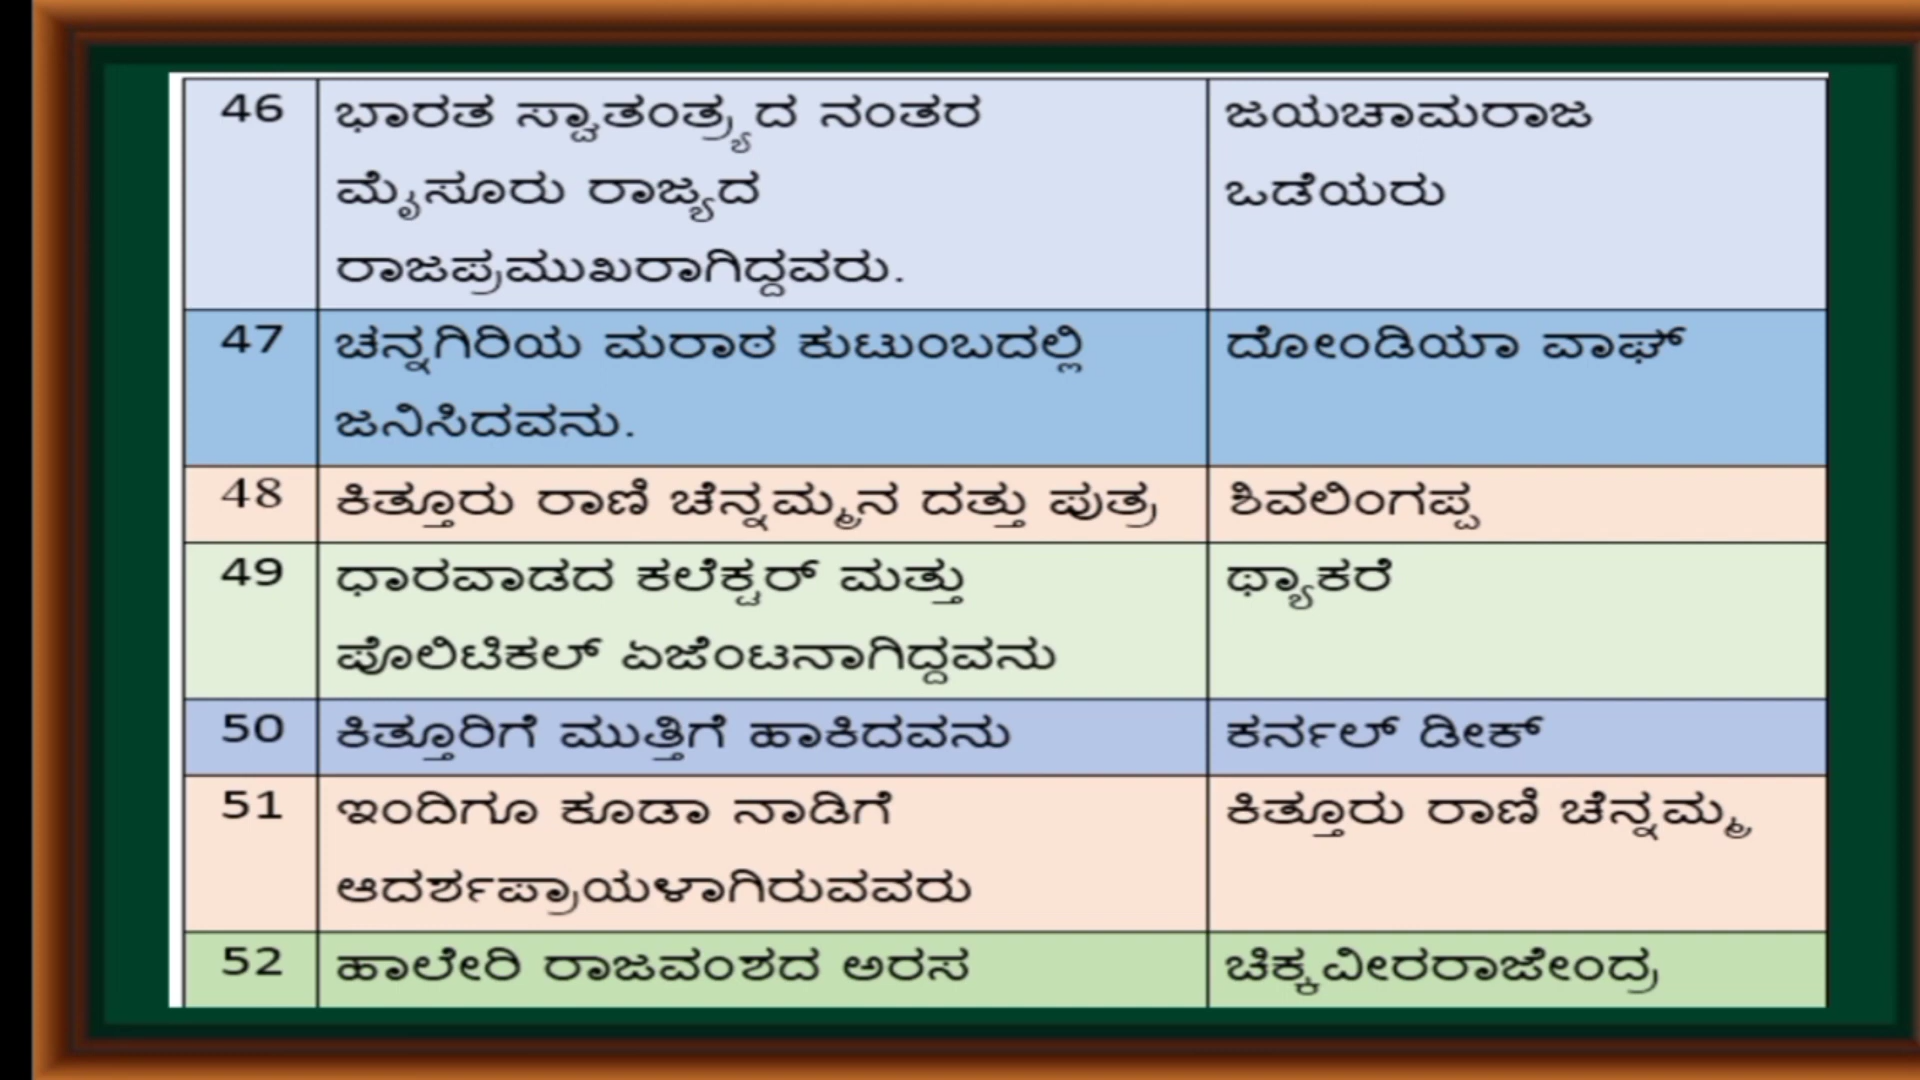 46 ಭಾರತ ಸ್ವಾತಂತ್ರ್ಯದ ನಂತರ ಜಯಚಾಮರಾಜ
ಮೈಸೂರು ರಾಜ್ಯದ ಒಡೆಯರು
ರಾಜಪ್ರಮುಖರಾಗಿದ್ದವರು.
47 ಚನ್ನಗಿರಿಯ ಮರಾಠ ಕುಟುಂಬದಲ್ಲಿ ದೋಂಡಿಯಾ ವಾಘ್
ಜನಿಸಿದವನು.
48 ಕಿತ್ತೂರು ರಾಣಿ ಚೆನ್ನಮ್ಮನ ದತ್ತು ಪುತ್ರ ಶಿವಲಿಂಗಪ್ಪ
49 ಧಾರವಾಡದ ಕಲೆಕ್ಟರ್ ಮತ್ತು ಥ್ಯಾಕರೆ
ಪೊಲಿಟಿಕಲ್ ಏಜೆಂಟನಾಗಿದ್ದವನು
50 ಕಿತ್ತೂರಿಗೆ ಮುತ್ತಿಗೆ ಹಾಕಿದವನು ಕರ್ನಲ್ ಡೀಕ್
51 ಇಂದಿಗೂ ಕೂಡಾ ನಾಡಿಗೆ ಕಿತ್ತೂರು ರಾಣಿ ಚೆನ್ನಮ್ಮ
ಆದರ್ಶಪ್ರಾಯಳಾಗಿರುವವರು
52 ಹಾಲೇರಿ ರಾಜವಂಶದ ಅರಸ ಚಿಕ್ಕವೀರರಾಜೇಂದ್ರ